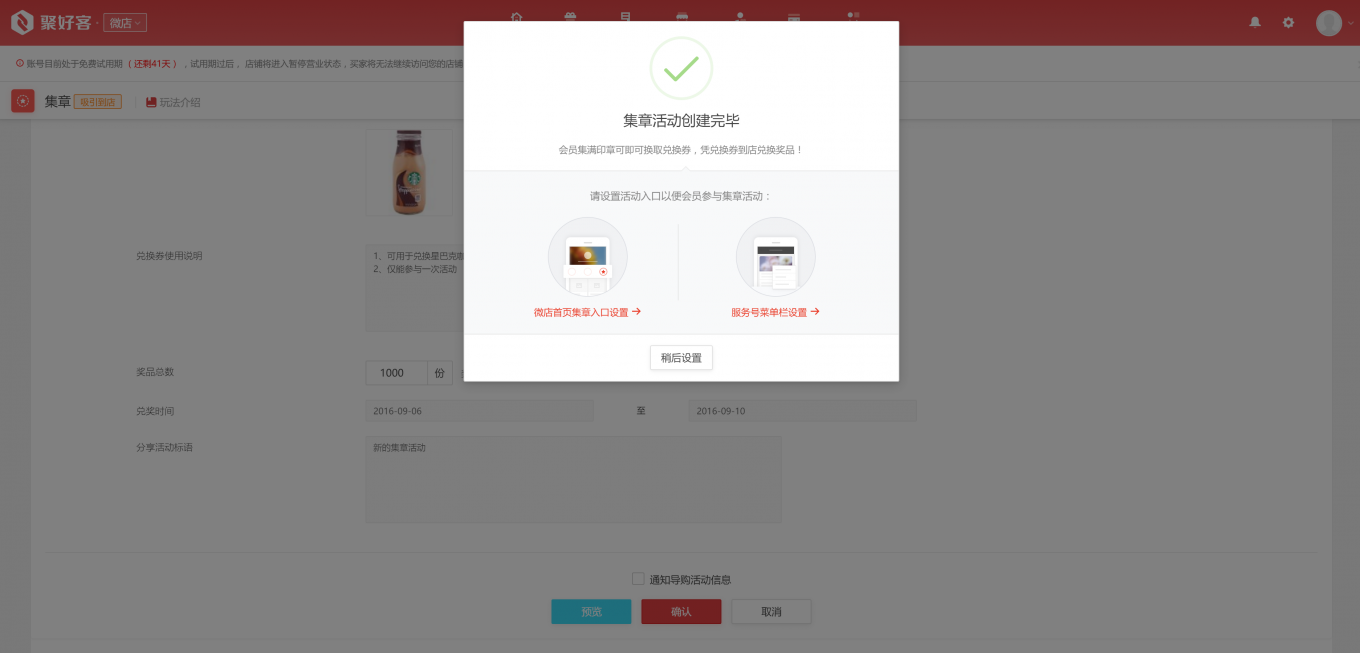 聚好客
微店
账号目前处于免费试用期（还剩41天），试用期过后，店铺将进入暂停营业状态，买家将无法继续访问您的店铺
集章
吸引到店
玩法介绍
集章活动创建完毕
会员集满印章可即可换取兑换券，凭兑换券到店兑换奖品！
请设置活动入口以便会员参与集章活动：
微店首页集章入口设置
服务号菜单栏设置
稍后设置
兑换券使用说明
1、可用于兑换星巴克
2、仅能参与一次活动
奖品总数
1000
份
兑奖时间
2016-09-06
至
2016-09-10
分享活动标语
新的集章活动
通知导购活动信息
预览
确认
取消